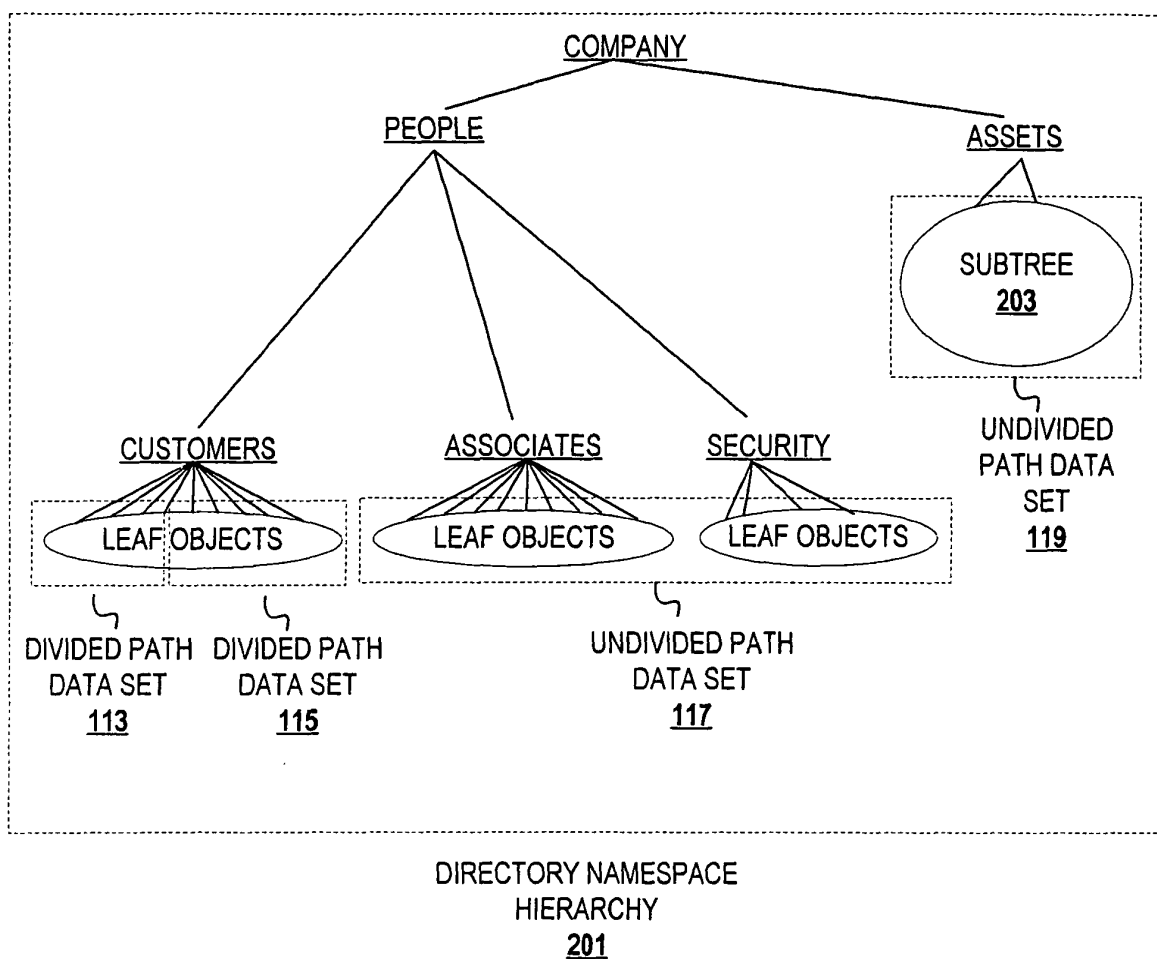 COMPANY
PEOPLE
ASSETS
SUBTREE
203
CUSTOMERS
ASSOCIATES
SECURITY
UNDIVIDED
PATH DATA
SET
119
LEAF OBJECTS
LEAF OBJECTS
LEAF OBJECTS
DIVIDED PATH
DATA SET
113
DIVIDED PATH
DATA SET
115
UNDIVIDED PATH
DATA SET
117
DIRECTORY NAMESPACE
HIERARCHY
201